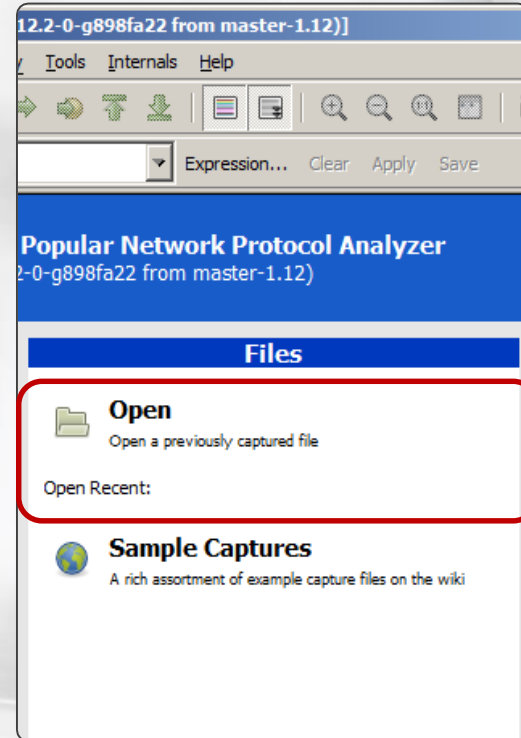 12.2-0-g898fa22 from master-1.12)]
y Tools Internals Help
Expression... Clear Apply Save
Popular Network Protocol Analyzer
2-0-g898fa22 from master-1.12)
Files
Open
Open a previously captured file
Open Recent:
Sample Captures
A rich assortment of example capture files on the wiki